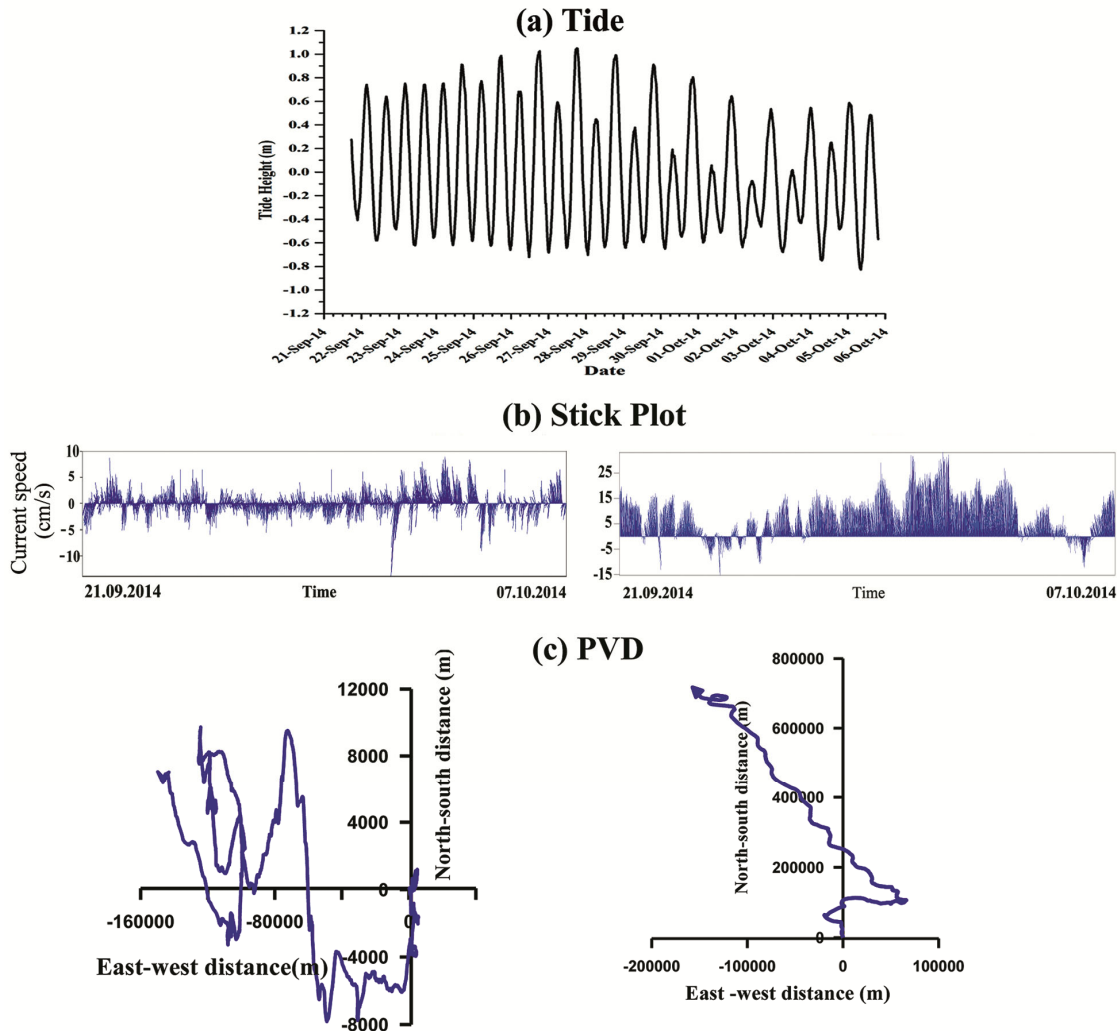 (a) Tide
1.2
1.0
0.8
0.6
0.4
0.2
0.0
-0.2
-0.4
-0.6
-0.8
-1.0
-1.2
Tide Height (m)
21-Sep-14
22-Sep-14
23-Sep-14
24-Sep-14
25-Sep-14
26-Sep-14
27-Sep-14
28-Sep-14
29-Sep-14
30-Sep-14
01-Oct-14
02-Oct-14
03-Oct-14
04-Oct-14
05-Oct-14
06-Oct-14
Date
(b) Stick Plot
Current speed
(cm/s)
10
5
0
-5
-10
21.09.2014 Time 07.10.2014
25
15
5
-5
-15
21.09.2014 Time 07.10.2014
(c) PVD
12000
8000
4000
0
-4000
-8000
North-south distance (m)
-160000
-80000
0
East-west distance(m)
800000
600000
400000
200000
0
North-south distance (m)
-200000
-100000
0
100000
East -west distance (m)